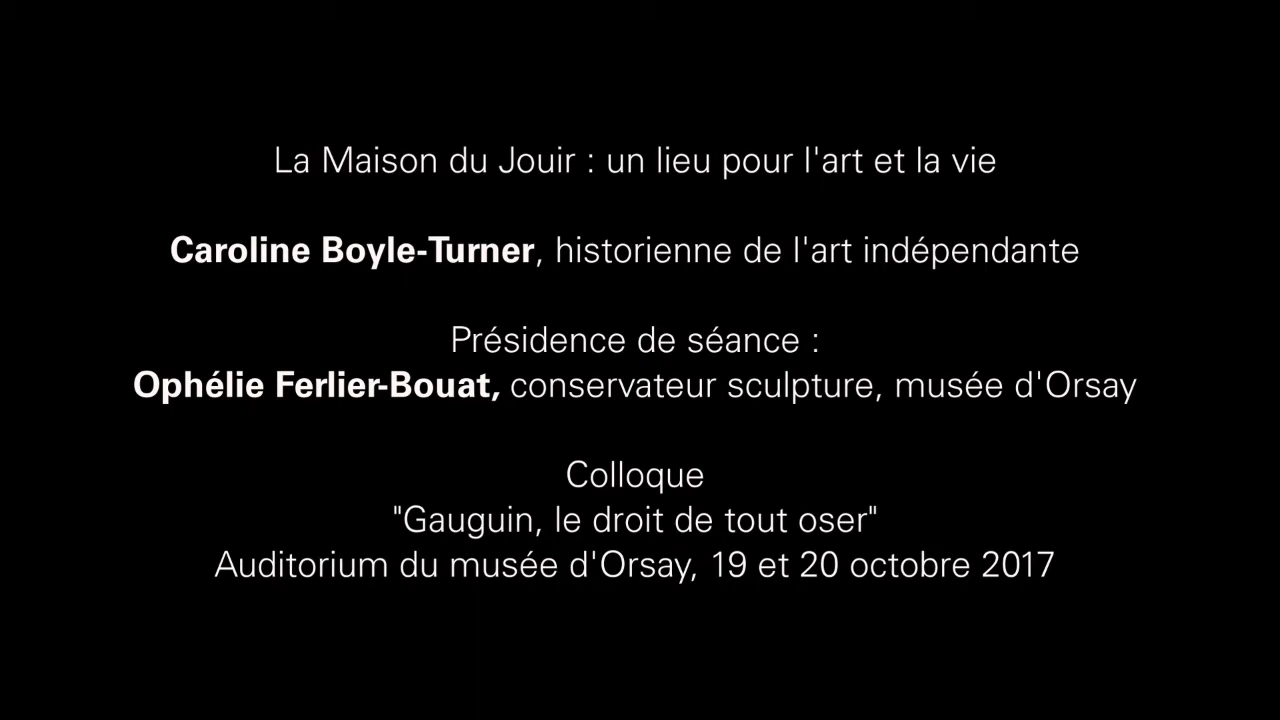 La Maison du Jouir : un lieu pour l'art et la vie
Caroline Boyle-Turner, historienne de l'art indépendante
Présidence de séance :
Ophélie Ferlier-Bouat, conservateur sculpture, musée d'Orsay
Colloque
"Gauguin, le droit de tout oser"
Auditorium du musée d'Orsay, 19 et 20 octobre 2017